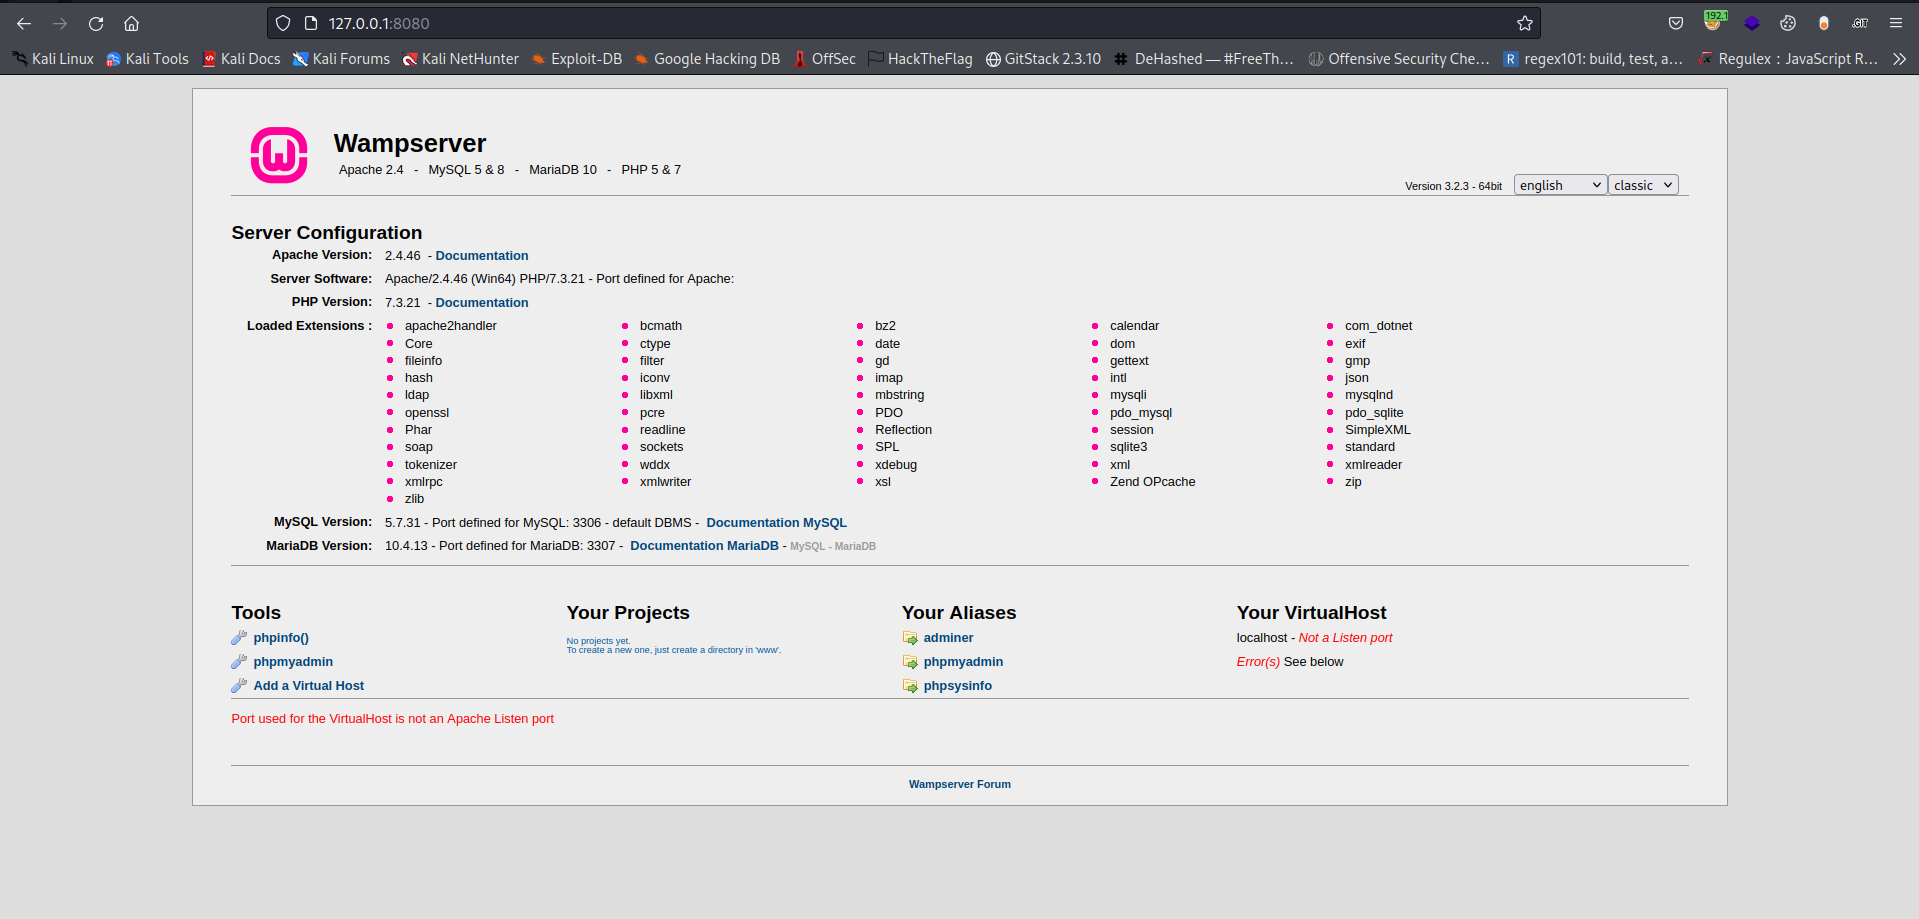 127.0.0.1:8080
192.1
.GIT
Kali Linux Kali Tools Kali Docs Kali Forums Kali NetHunter Exploit-DB Google Hacking DB OffSec HackTheFlag GitStack 2.3.10 DeHashed — #FreeTh... Offensive Security Che... R regex101: build, test, a... Regulex : JavaScript R...
Wampserver
Apache 2.4 - MySQL 5 & 8 - MariaDB 10 - PHP 5 & 7
Version 3.2.3 - 64bit english classic
Server Configuration
Apache Version: 2.4.46 - Documentation
Server Software: Apache/2.4.46 (Win64) PHP/7.3.21 - Port defined for Apache:
PHP Version: 7.3.21 - Documentation
Loaded Extensions : apache2handler bcmath bz2 calendar com_dotnet
Core ctype date dom exif
fileinfo filter gd gettext gmp
hash iconv imap intl json
ldap libxml mbstring mysqli mysqlnd
openssl pcre PDO pdo_mysql pdo_sqlite
Phar readline Reflection session SimpleXML
soap sockets SPL sqlite3 standard
tokenizer wddx xdebug xml xmlreader
xmlrpc xmlwriter xsl Zend OPcache zip
zlib
MySQL Version: 5.7.31 - Port defined for MySQL: 3306 - default DBMS - Documentation MySQL
MariaDB Version: 10.4.13 - Port defined for MariaDB: 3307 - Documentation MariaDB - MySQL - MariaDB
Tools
phpinfo()
phpmyadmin
Add a Virtual Host
Your Projects
No projects yet.
To create a new one, just create a directory in 'www'.
Your Aliases
adminer
phpmyadmin
phpsysinfo
Your VirtualHost
localhost - Not a Listen port
Error(s) See below
Port used for the VirtualHost is not an Apache Listen port
Wampserver Forum